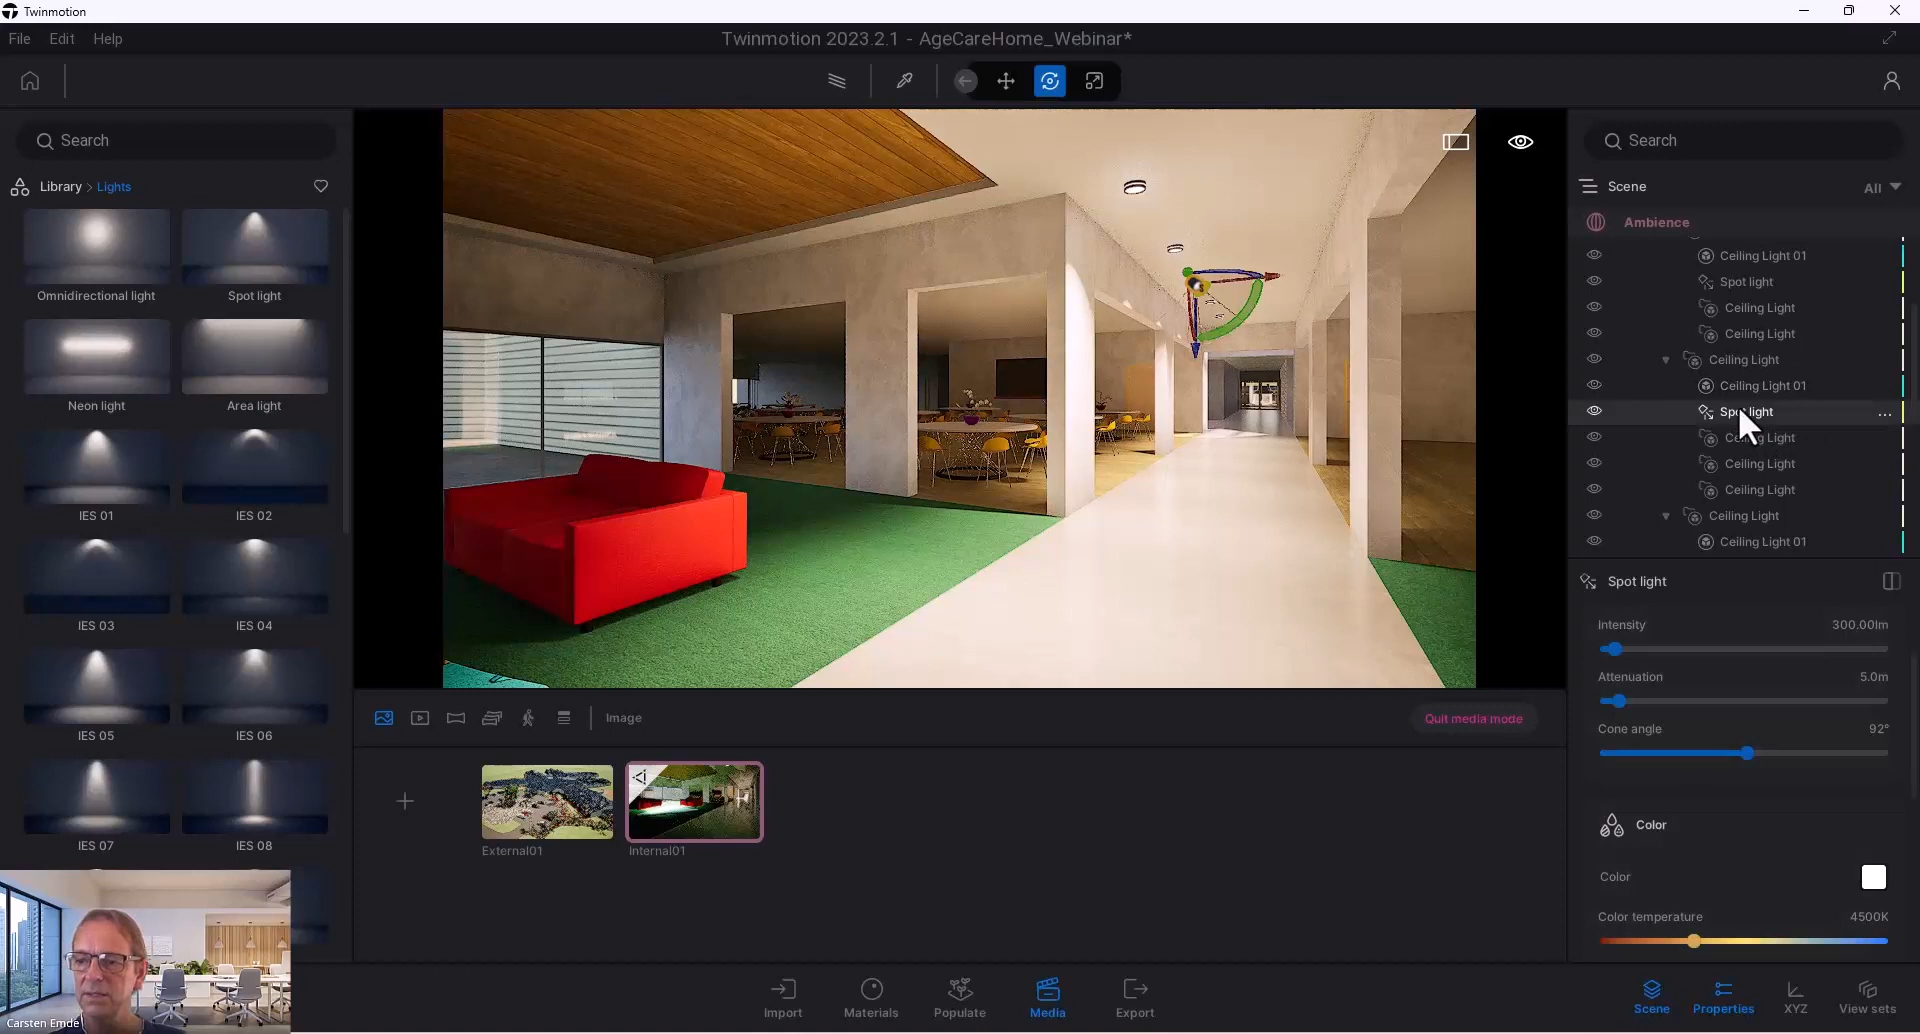 Twinmotion
File Edit Help
Twinmotion 2023.2.1 - AgeCareHome_Webinar*
Search
Library > Lights
Omnidirectional light
Spot light
Neon light
Area light
IES 01
IES 02
IES 03
IES 04
IES 05
IES 06
IES 07
IES 08
Carsten Emde
Image
Quit media mode
External01
Internal01
Import
Materials
Populate
Media
Export
Search
Scene
All
Ambience
Ceiling Light 01
Spot light
Ceiling Light
Ceiling Light
Ceiling Light
Ceiling Light 01
Spot light
Ceiling Light
Ceiling Light
Ceiling Light
Ceiling Light
Ceiling Light 01
Spot light
Intensity 300.00lm
Attenuation 5.0m
Cone angle 92°
Color
Color
Color temperature 4500K
Scene
Properties
XYZ
View sets